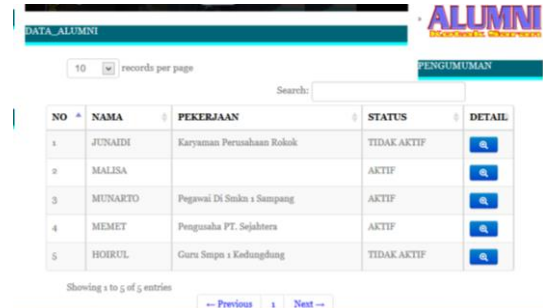 ALUMNI
Kotak Saran
DATA_ALUMNI
PENGUMUMAN
10 records per page
Search:
NO NAMA PEKERJAAN STATUS DETAIL
1 JUNAIDI Karyaman Perusahaan Rokok TIDAK AKTIF
2 MALISA AKTIF
3 MUNARTO Pegawai Di Smkn 1 Sampang AKTIF
4 MEMET Pengusaha PT. Sejahtera AKTIF
5 HOIRUL Guru Smpn 1 Kedungdung TIDAK AKTIF
Showing 1 to 5 of 5 entries
← Previous 1 Next →